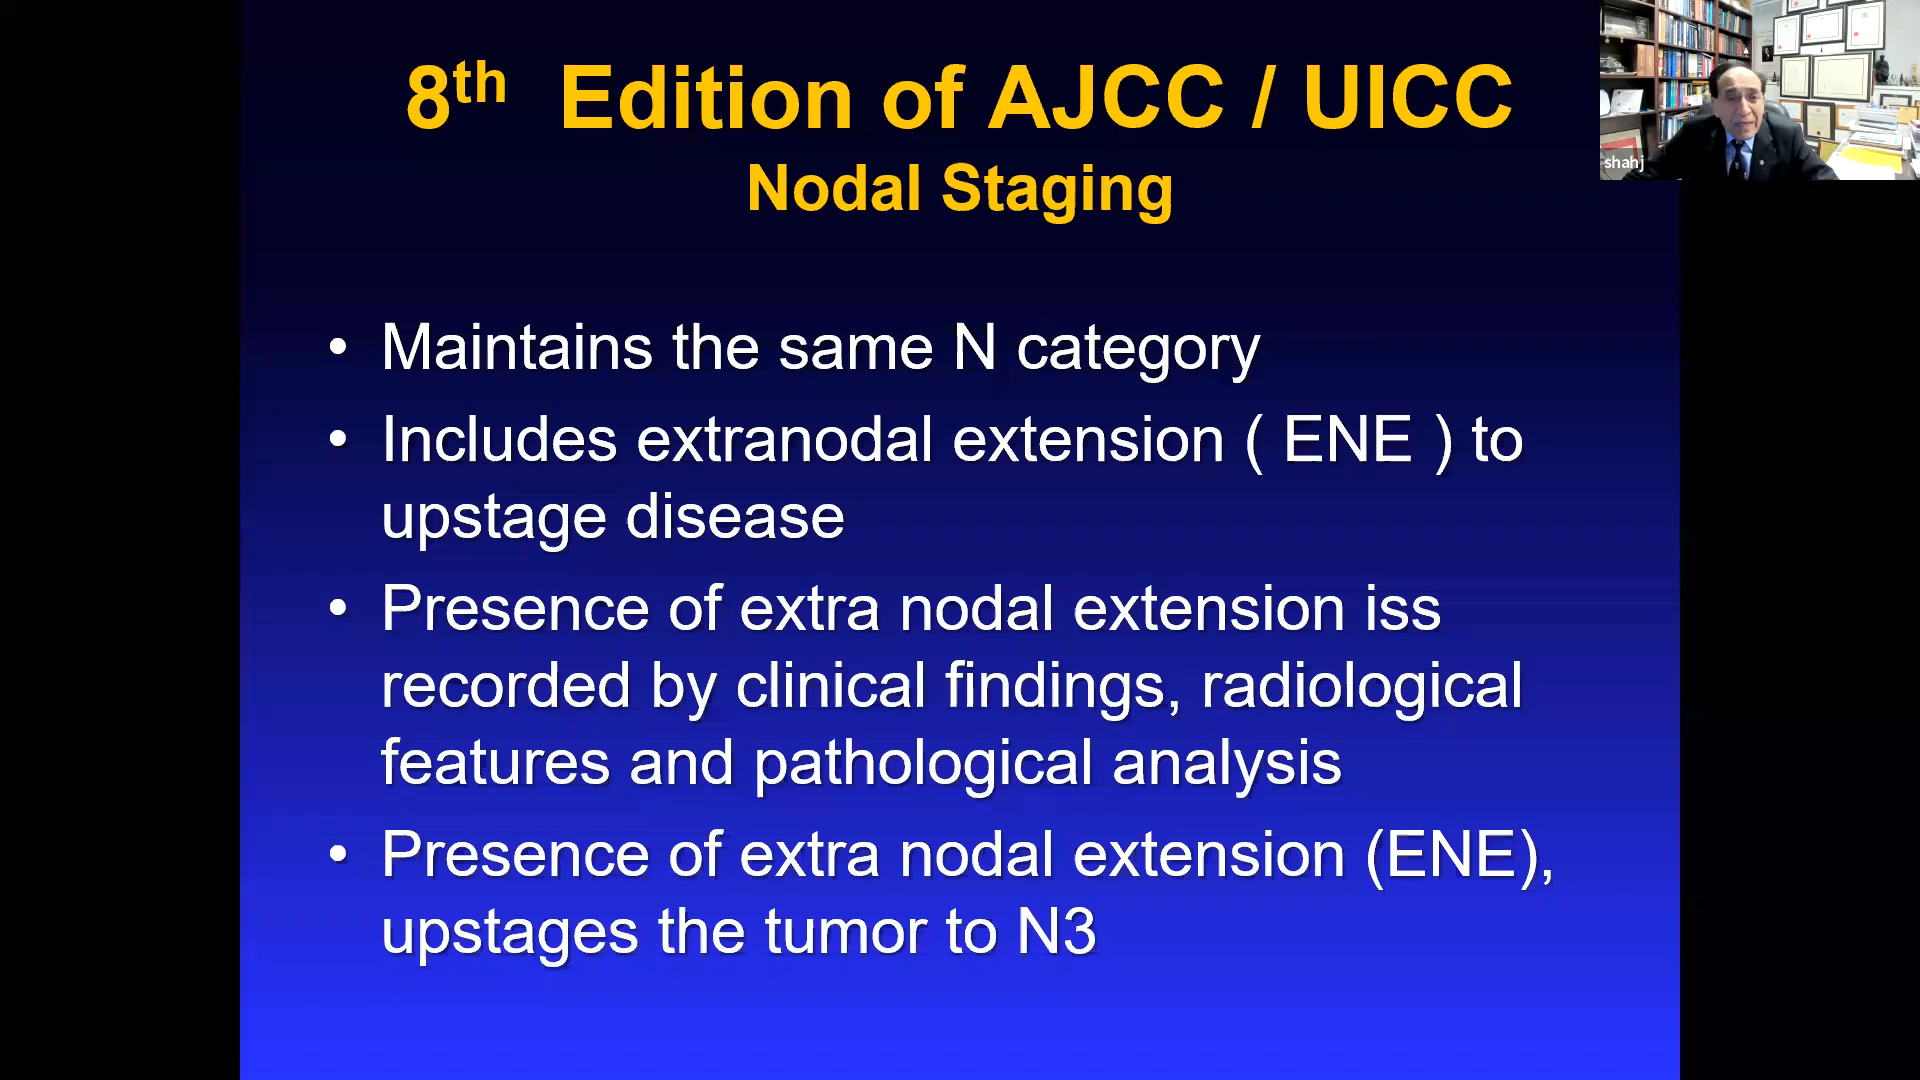 8th Edition of AJCC / UICC
Nodal Staging
• Maintains the same N category
• Includes extranodal extension ( ENE ) to
upstage disease
• Presence of extra nodal extension iss
recorded by clinical findings, radiological
features and pathological analysis
• Presence of extra nodal extension (ENE),
upstages the tumor to N3
shahj